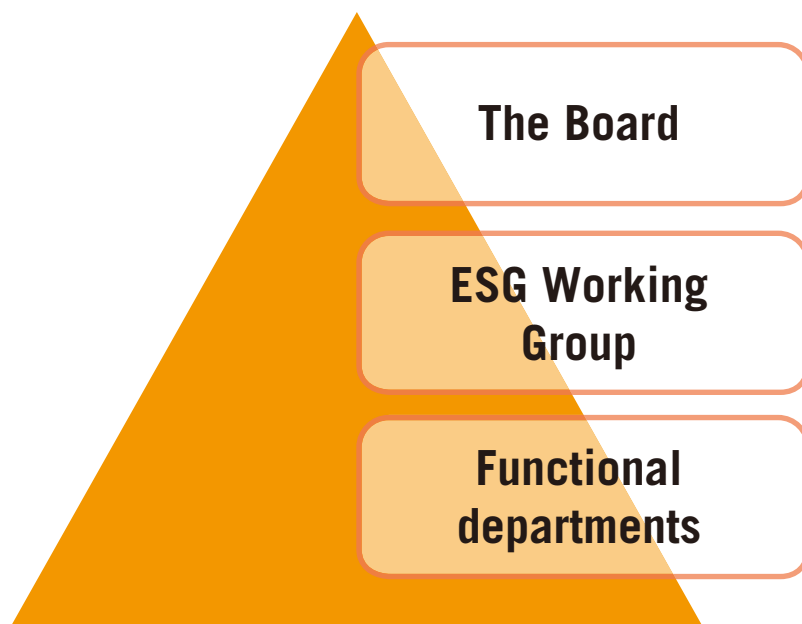 The Board
ESG Working
Group
Functional
departments